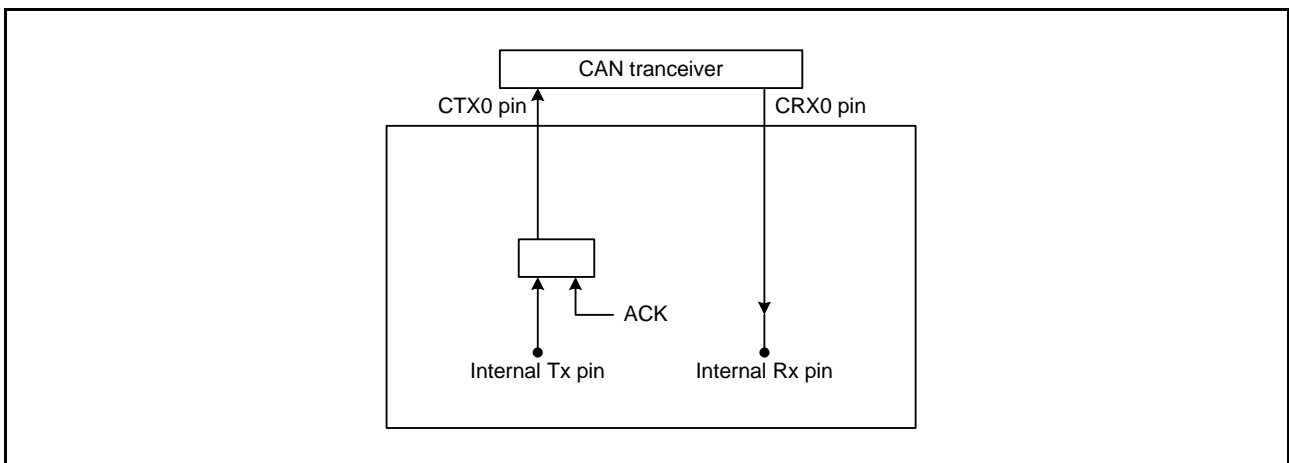 CAN tranceiver
CTX0 pin
CRX0 pin
ACK
Internal Tx pin
Internal Rx pin